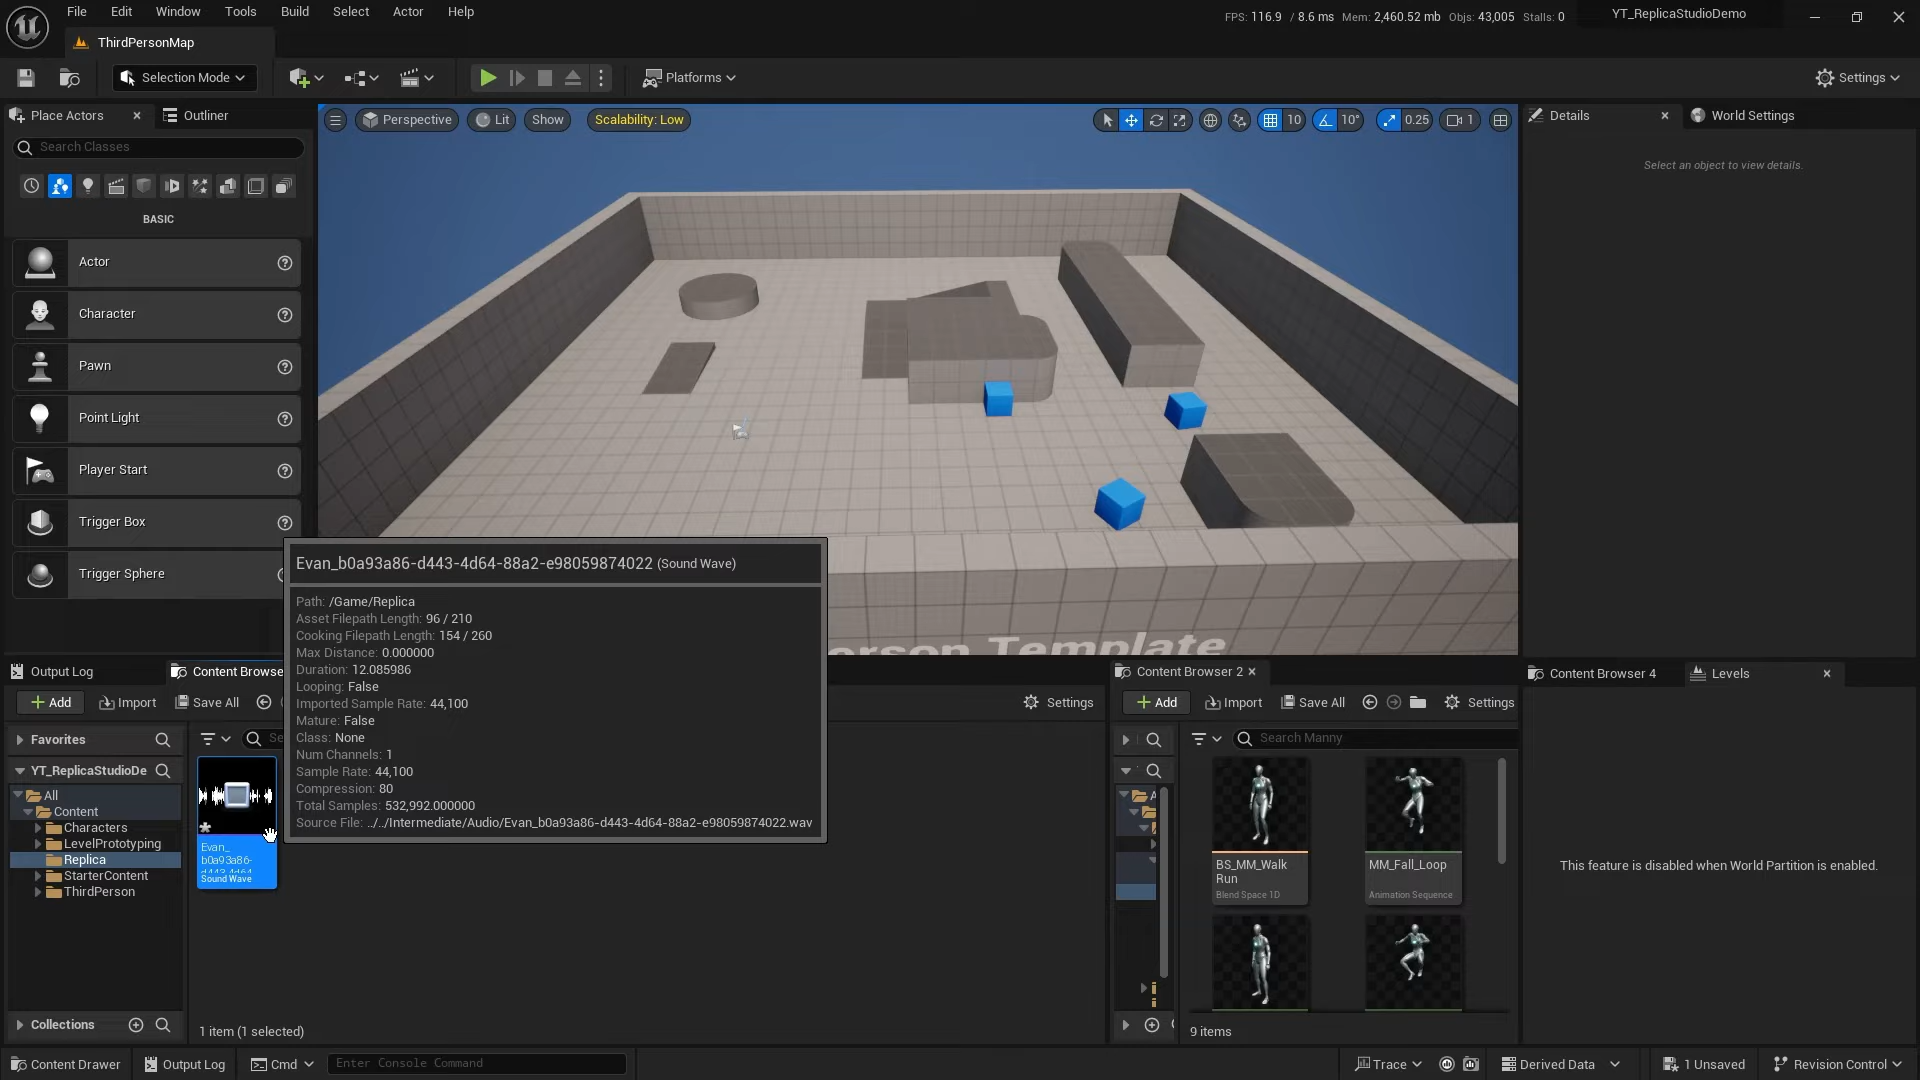 File Edit Window Tools Build Select Actor Help
FPS: 116.9 / 8.6 ms Mem: 2,460.52 mb Objs: 43,005 Stalls: 0
YT_ReplicaStudioDemo
ThirdPersonMap
Selection Mode
Platforms
Settings
Place Actors
Outliner
Search Classes
BASIC
Actor
Character
Pawn
Point Light
Player Start
Trigger Box
Trigger Sphere
Perspective
Lit
Show
Scalability: Low
10
10°
0.25
1
erson Template
Details
World Settings
Select an object to view details.
Evan_b0a93a86-d443-4d64-88a2-e98059874022 (Sound Wave)
Path: /Game/Replica
Asset Filepath Length: 96 / 210
Cooking Filepath Length: 154 / 260
Max Distance: 0.000000
Duration: 12.085986
Looping: False
Imported Sample Rate: 44,100
Mature: False
Class: None
Num Channels: 1
Sample Rate: 44,100
Compression: 80
Total Samples: 532,992.000000
Source File: ../../Intermediate/Audio/Evan_b0a93a86-d443-4d64-88a2-e98059874022.wav
Output Log
Content Browse
Add
Import
Save All
Settings
Favorites
YT_ReplicaStudioDe
All
Content
Characters
LevelPrototyping
Replica
StarterContent
ThirdPerson
Collections
Se
Evan_
b0a93a86-
d443-4d64-
Sound Wave
1 item (1 selected)
Content Browser 2
Add
Import
Save All
Settings
Search Manny
A
BS_MM_Walk
Run
Blend Space 1D
MM_Fall_Loop
Animation Sequence
9 items
Content Browser 4
Levels
This feature is disabled when World Partition is enabled.
Content Drawer
Output Log
Cmd
Enter Console Command
Trace
Derived Data
1 Unsaved
Revision Control